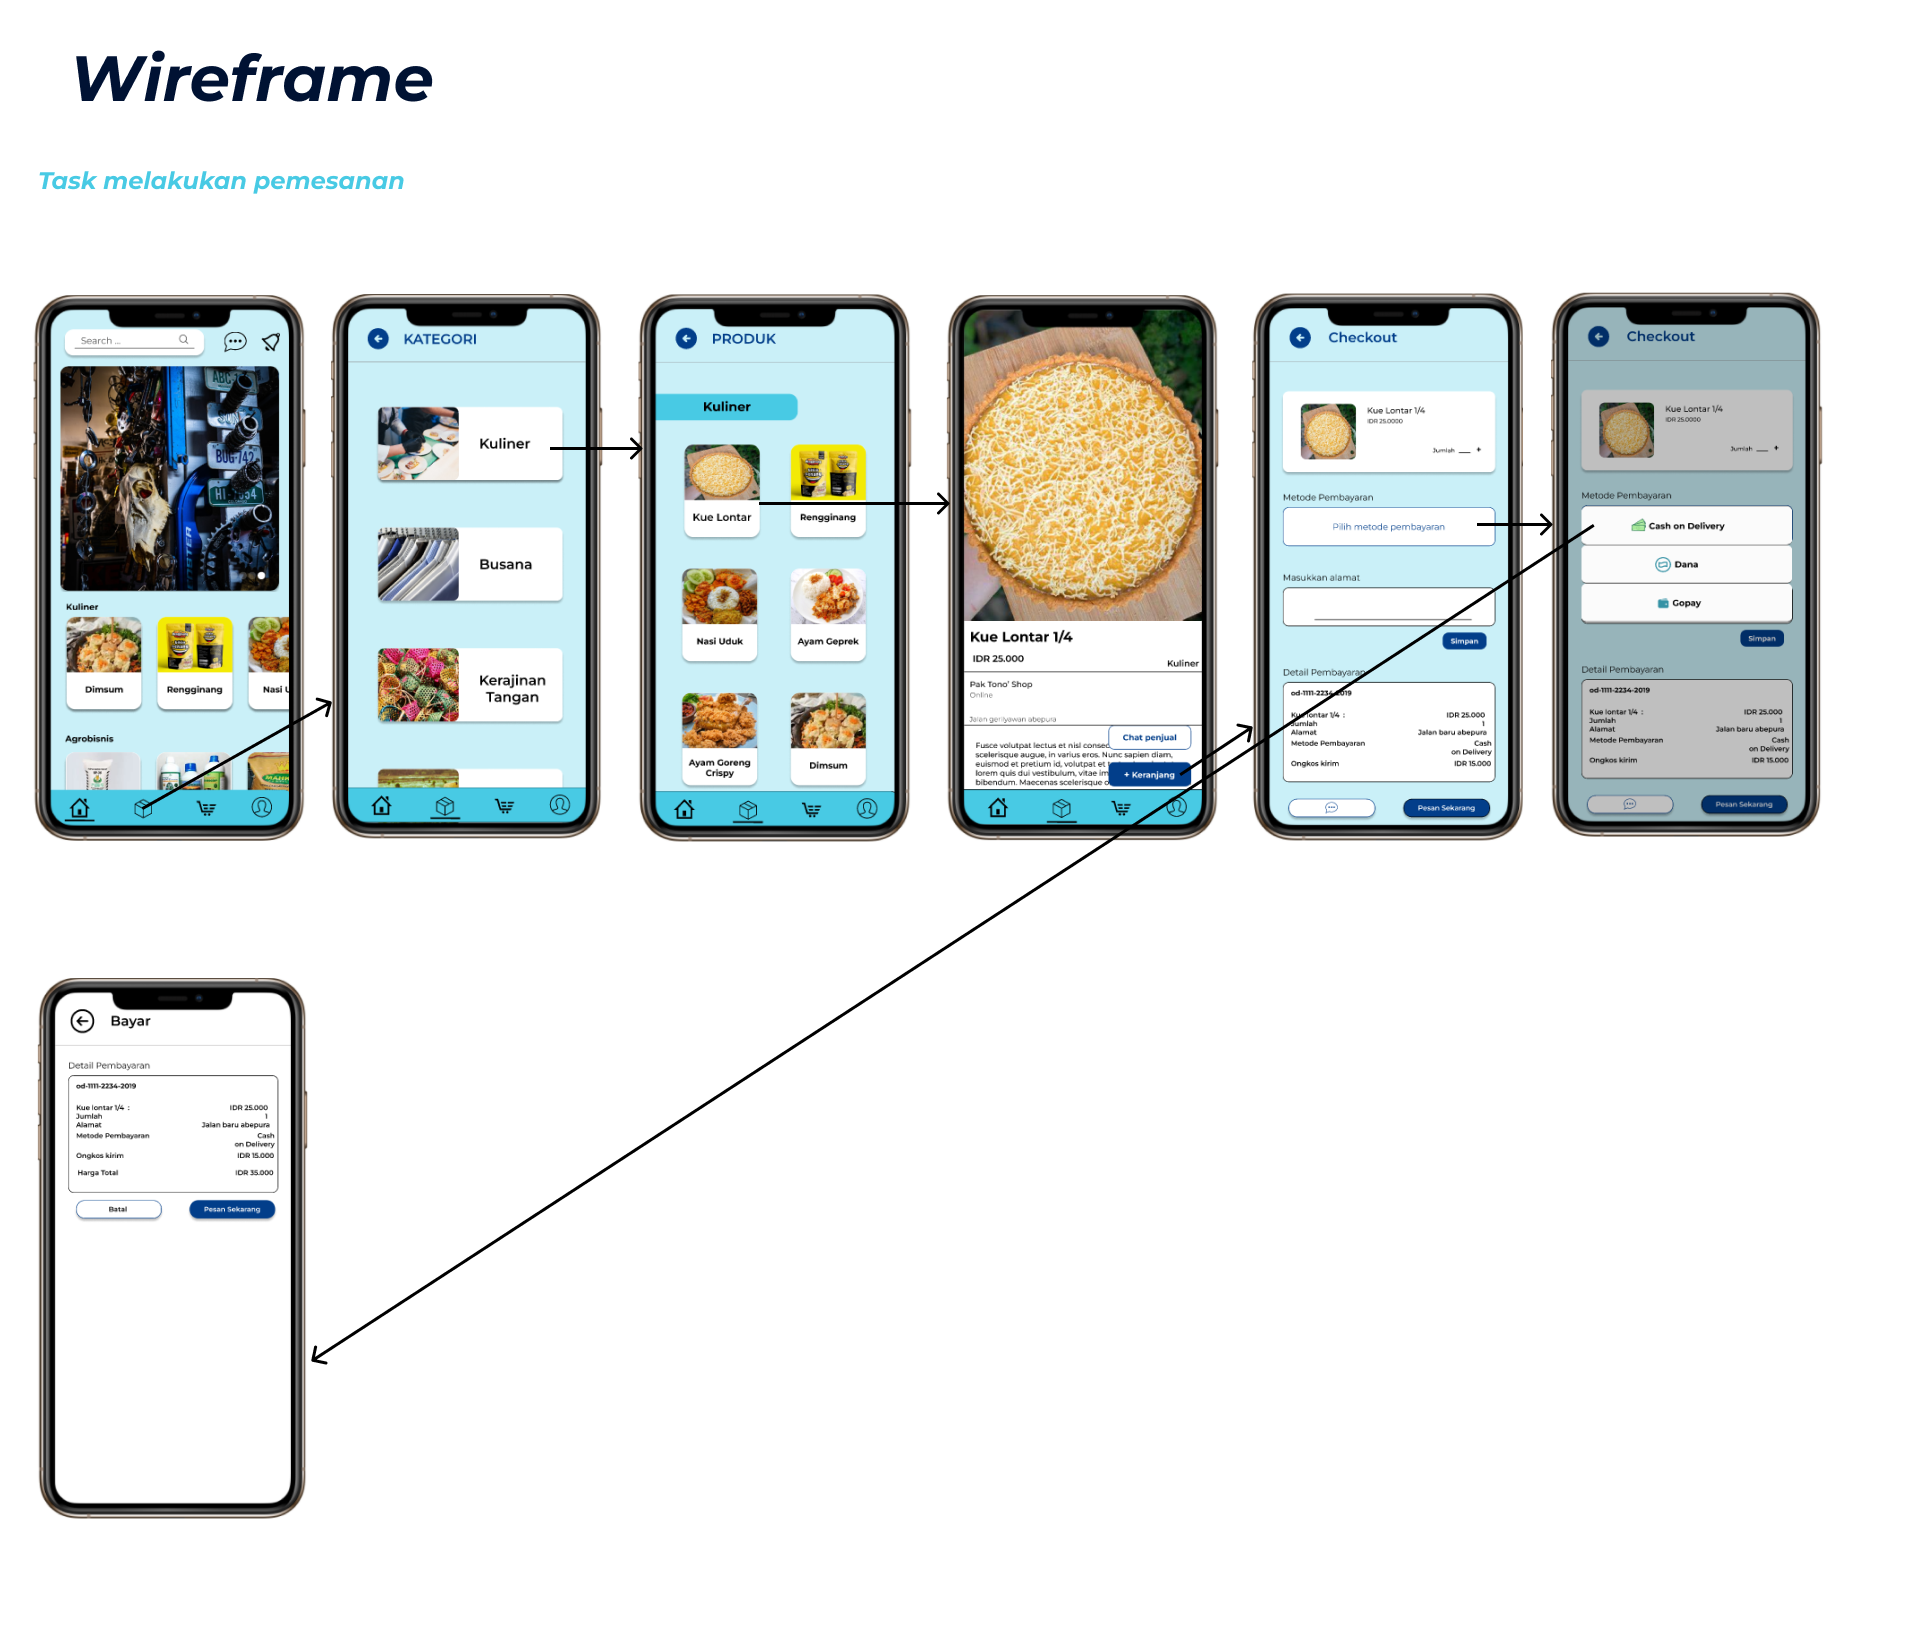 Wireframe
Task melakukan pemesanan
Search ...
Kuliner
Dimsum
Rengginang
Nasi U
Agrobisnis
KATEGORI
Kuliner
Busana
Kerajinan
Tangan
PRODUK
Kuliner
Kue Lontar
Rengginang
Nasi Uduk
Ayam Geprek
Ayam Goreng
Crispy
Dimsum
Kue Lontar 1/4
IDR 25.000
Kuliner
Pak Tono' Shop
Online
Jalan gerilyawan abepura
Chat penjual
Fusce volutpat lectus et nisl consec
scelerisque augue, in varius eros. Nunc sapien diam,
euismod et pretium id, volutpat et
lorem quis dui vestibulum, vitae im
bibendum. Maecenas scelerisque o
+ Keranjang
Checkout
Kue Lontar 1/4
IDR 25.0000
Jumlah __ +
Metode Pembayaran
Pilih metode pembayaran
Masukkan alamat
Simpan
Detail Pembayaran
od-1111-2234-2019
Kue lontar 1/4 : IDR 25.000
Jumlah 1
Alamat Jalan baru abepura
Metode Pembayaran Cash
on Delivery
Ongkos kirim IDR 15.000
Pesan Sekarang
Checkout
Kue Lontar 1/4
IDR 25.0000
Jumlah __ +
Metode Pembayaran
Cash on Delivery
Dana
Gopay
Simpan
Detail Pembayaran
od-1111-2234-2019
Kue lontar 1/4 : IDR 25.000
Jumlah 1
Alamat Jalan baru abepura
Metode Pembayaran Cash
on Delivery
Ongkos kirim IDR 15.000
Pesan Sekarang
Bayar
Detail Pembayaran
od-1111-2234-2019
Kue lontar 1/4 : IDR 25.000
Jumlah 1
Alamat Jalan baru abepura
Metode Pembayaran Cash
on Delivery
Ongkos kirim IDR 15.000
Harga Total IDR 35.000
Batal
Pesan Sekarang